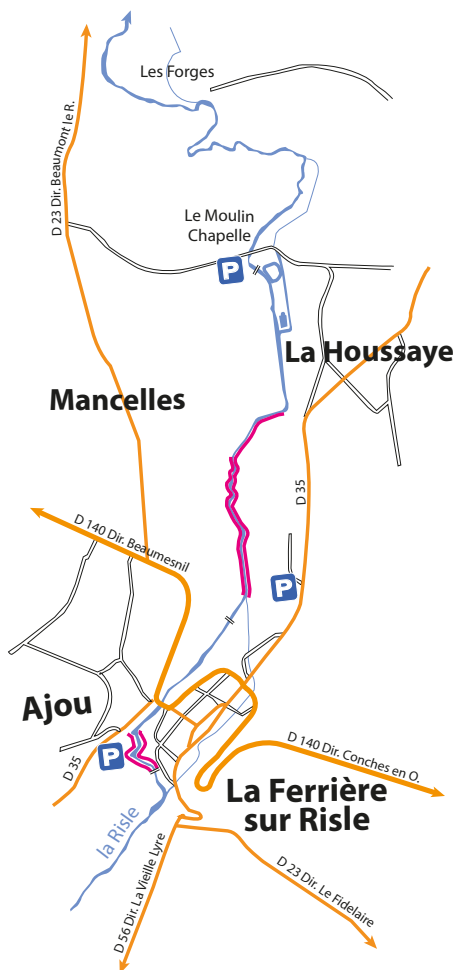 Les Forges
D 23 Dir. Beaumont le R.
Le Moulin
Chapelle
P
La Houssaye
Mancelles
D 35
D 140 Dir. Beaumesnil
P
Ajou
P
D 35
D 140 Dir. Conches en O.
La Ferrière
sur Risle
la Risle
D 56 Dir. La Vieille Lyre
D 23 Dir. Le Fidelaire